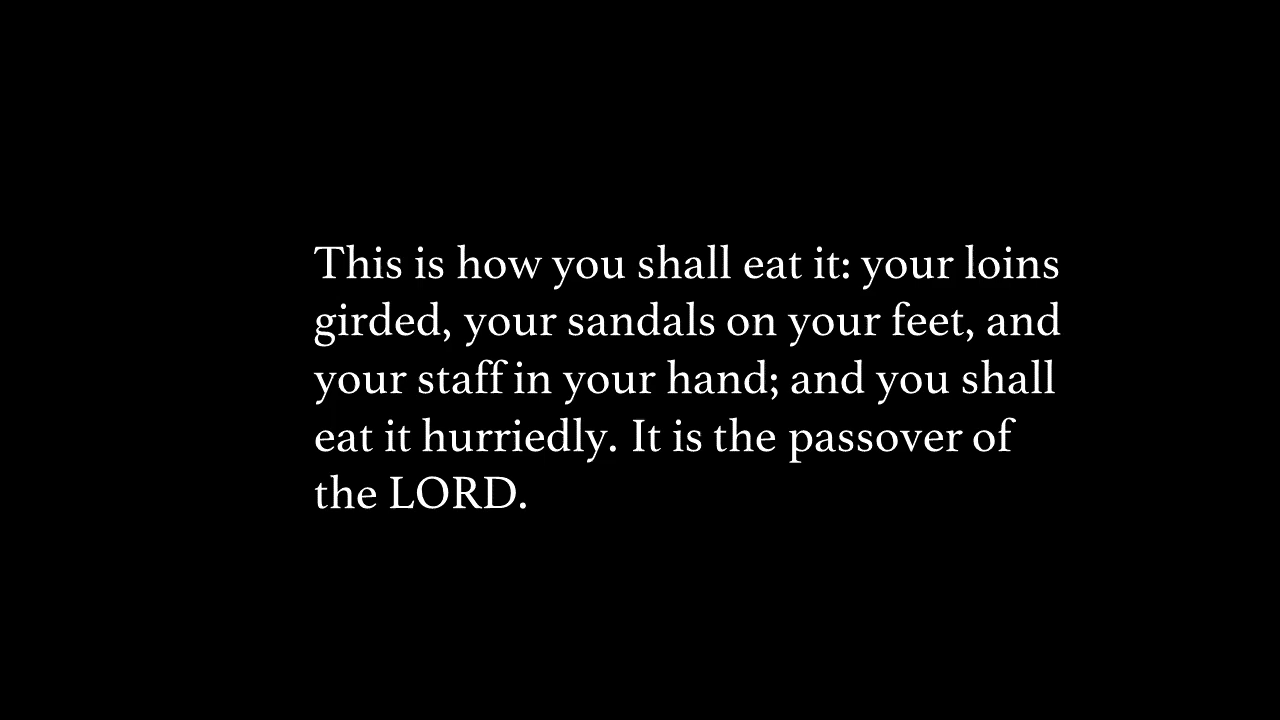 This is how you shall eat it: your loins
girded, your sandals on your feet, and
your staff in your hand; and you shall
eat it hurriedly. It is the passover of
the LORD.